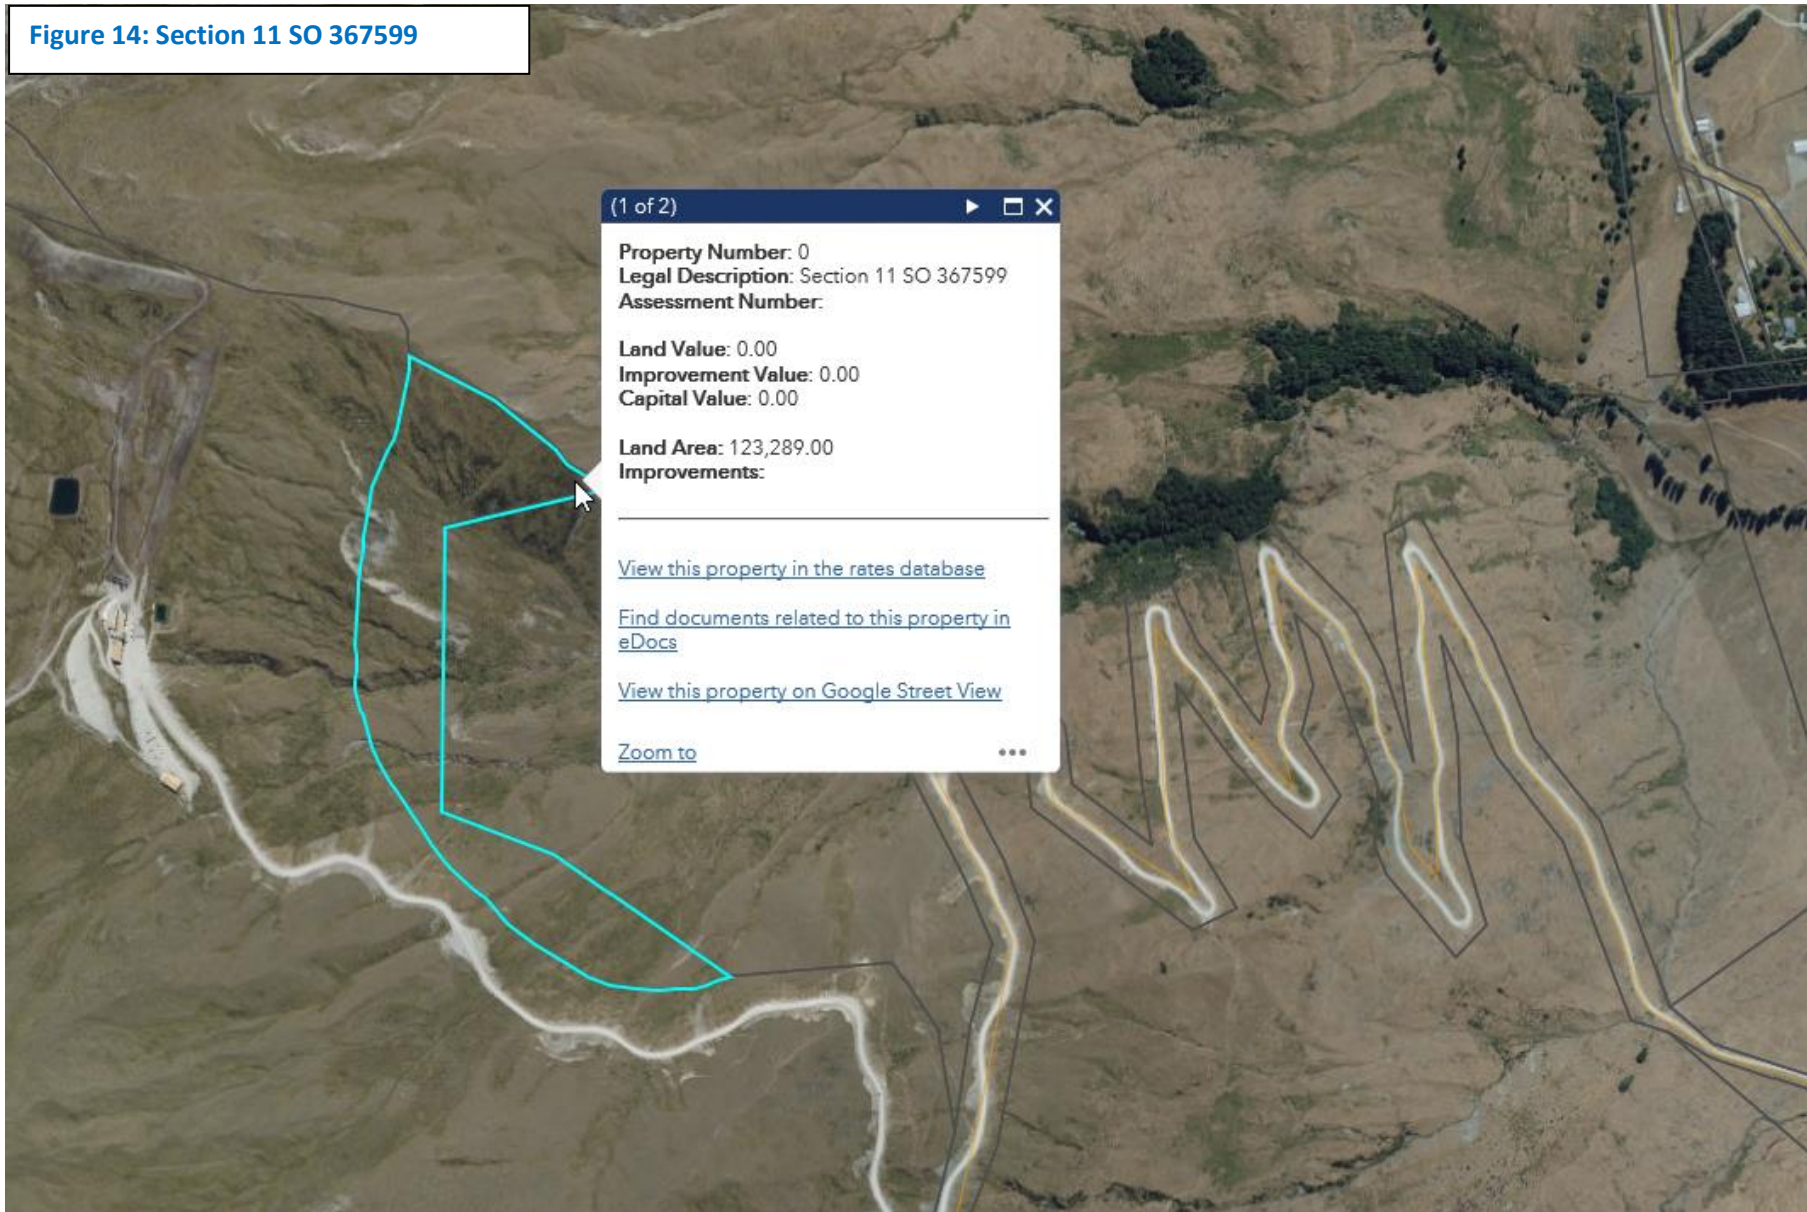 Figure 14: Section 11 SO 367599
(1 of 2)
Property Number: 0
Legal Description: Section 11 SO 367599
Assessment Number:
Land Value: 0.00
Improvement Value: 0.00
Capital Value: 0.00
Land Area: 123,289.00
Improvements:
View this property in the rates database
Find documents related to this property in
eDocs
View this property on Google Street View
Zoom to